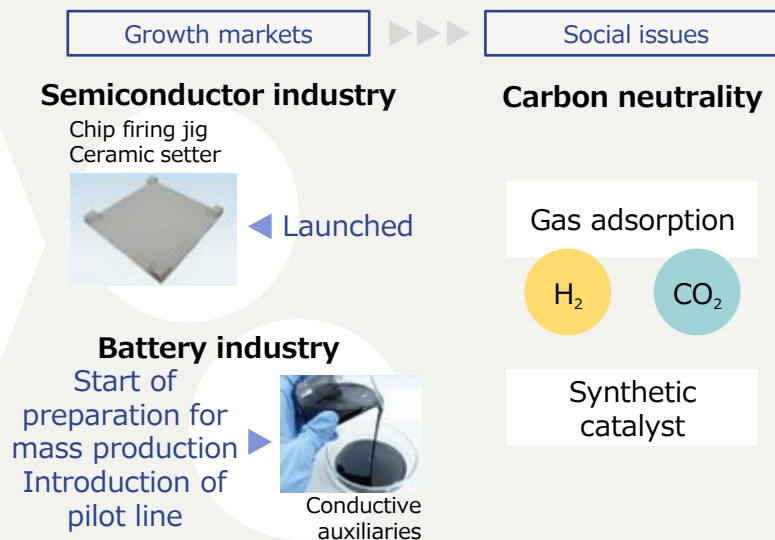 Growth markets
Social issues
Semiconductor industry
Chip firing jig
Ceramic setter
Launched
Battery industry
Start of
preparation for
mass production
Introduction of
pilot line
Conductive
auxiliaries
Carbon neutrality
Gas adsorption
H₂
CO₂
Synthetic
catalyst